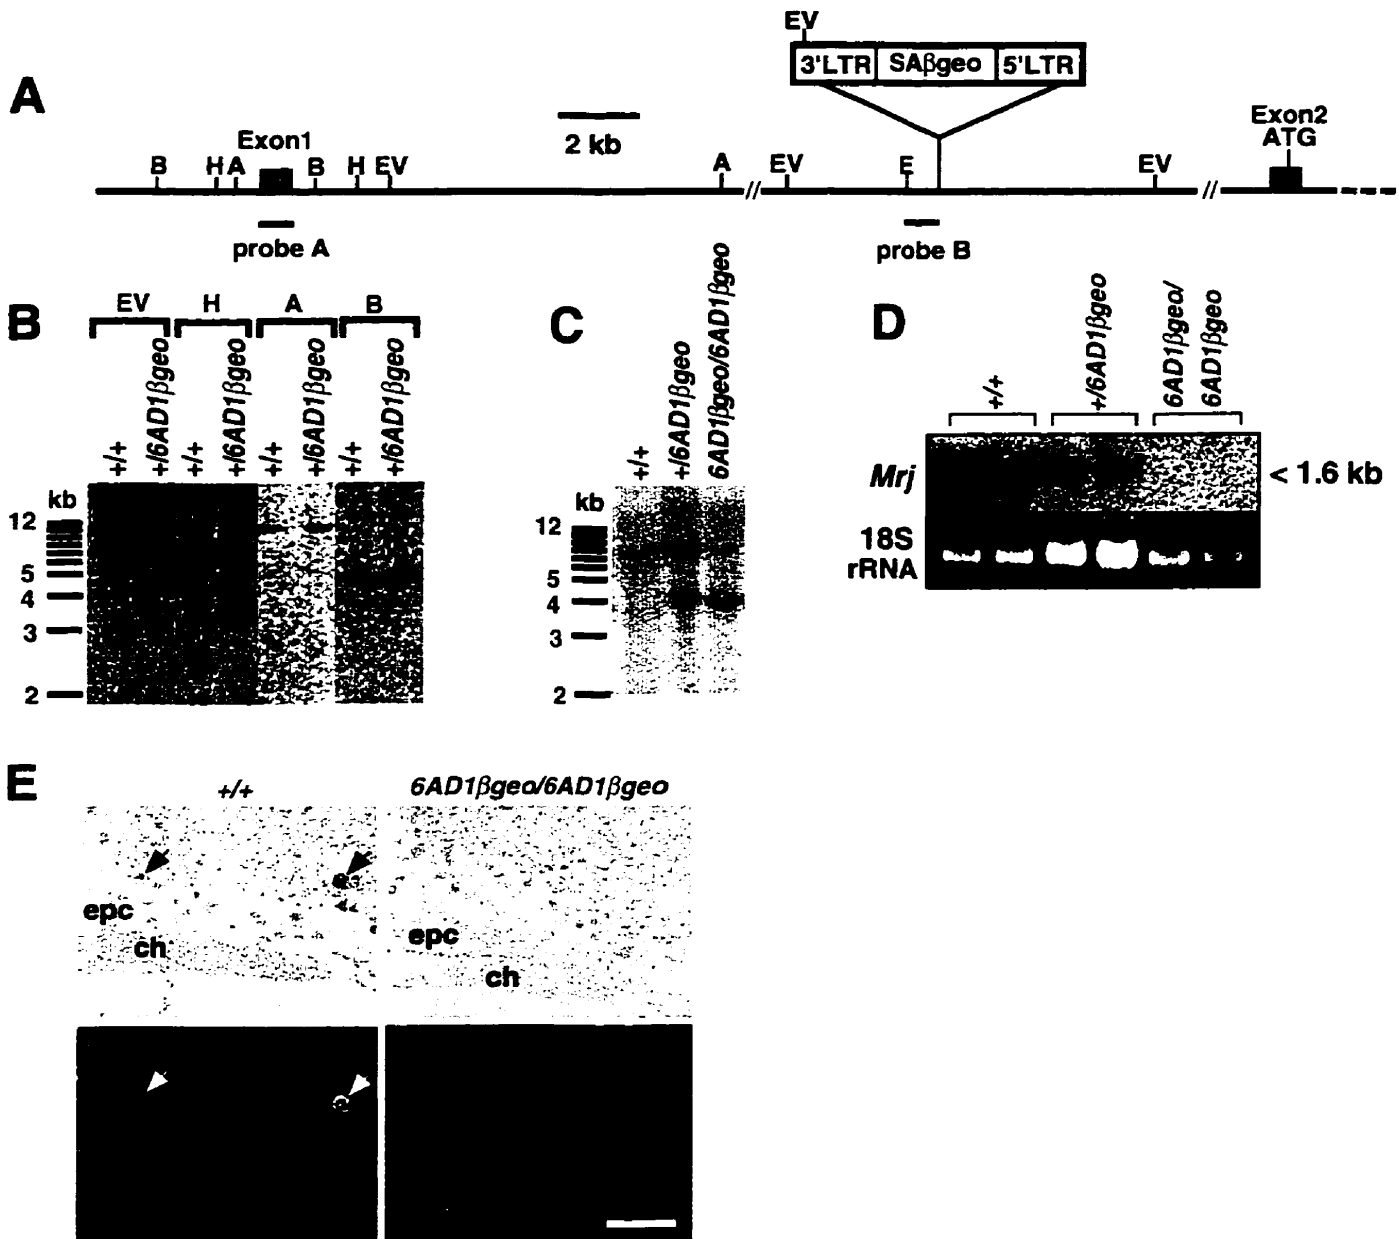 A
EV
3'LTR SAβgeo 5'LTR
2 kb
Exon1
B H A B H EV A EV E EV
Exon2
ATG
probe A
probe B
B
EV H A B
+/+ +/6AD1βgeo +/+ +/6AD1βgeo +/+ +/6AD1βgeo +/+ +/6AD1βgeo
kb
12
5
4
3
2
C
+/+ +/6AD1βgeo 6AD1βgeo/6AD1βgeo
kb
12
5
4
3
2
D
+/+ +/6AD1βgeo 6AD1βgeo/
6AD1βgeo
Mrj
< 1.6 kb
18S
rRNA
E
+/+ 6AD1βgeo/6AD1βgeo
epc
ch
epc
ch